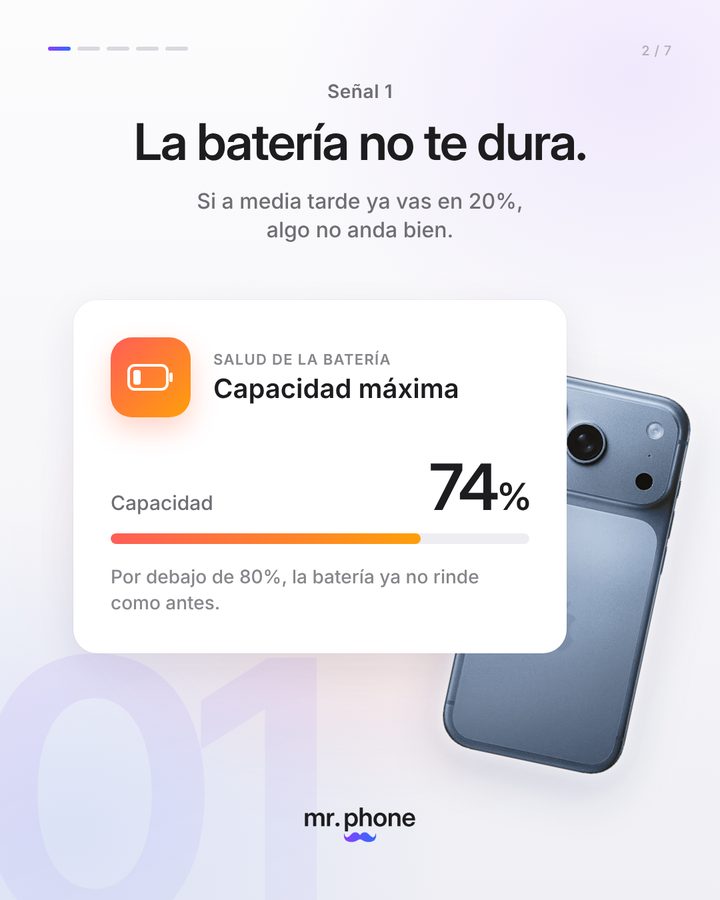 2 / 7
Señal 1
La batería no te dura.
Si a media tarde ya vas en 20%,
algo no anda bien.
SALUD DE LA BATERÍA
Capacidad máxima
Capacidad
74%
Por debajo de 80%, la batería ya no rinde
como antes.
01
mr.phone